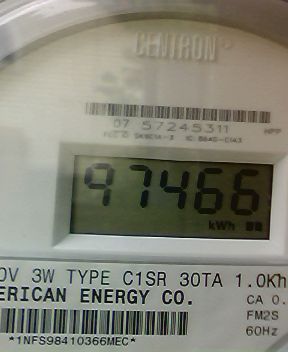 CENTRON
07 57245311 HPP
97466
kWh
0V 3W TYPE C1SR 30TA 1.0Kh
ERICAN ENERGY CO. CA 0.
FM2S
*1NFS98410366MEC* 60Hz